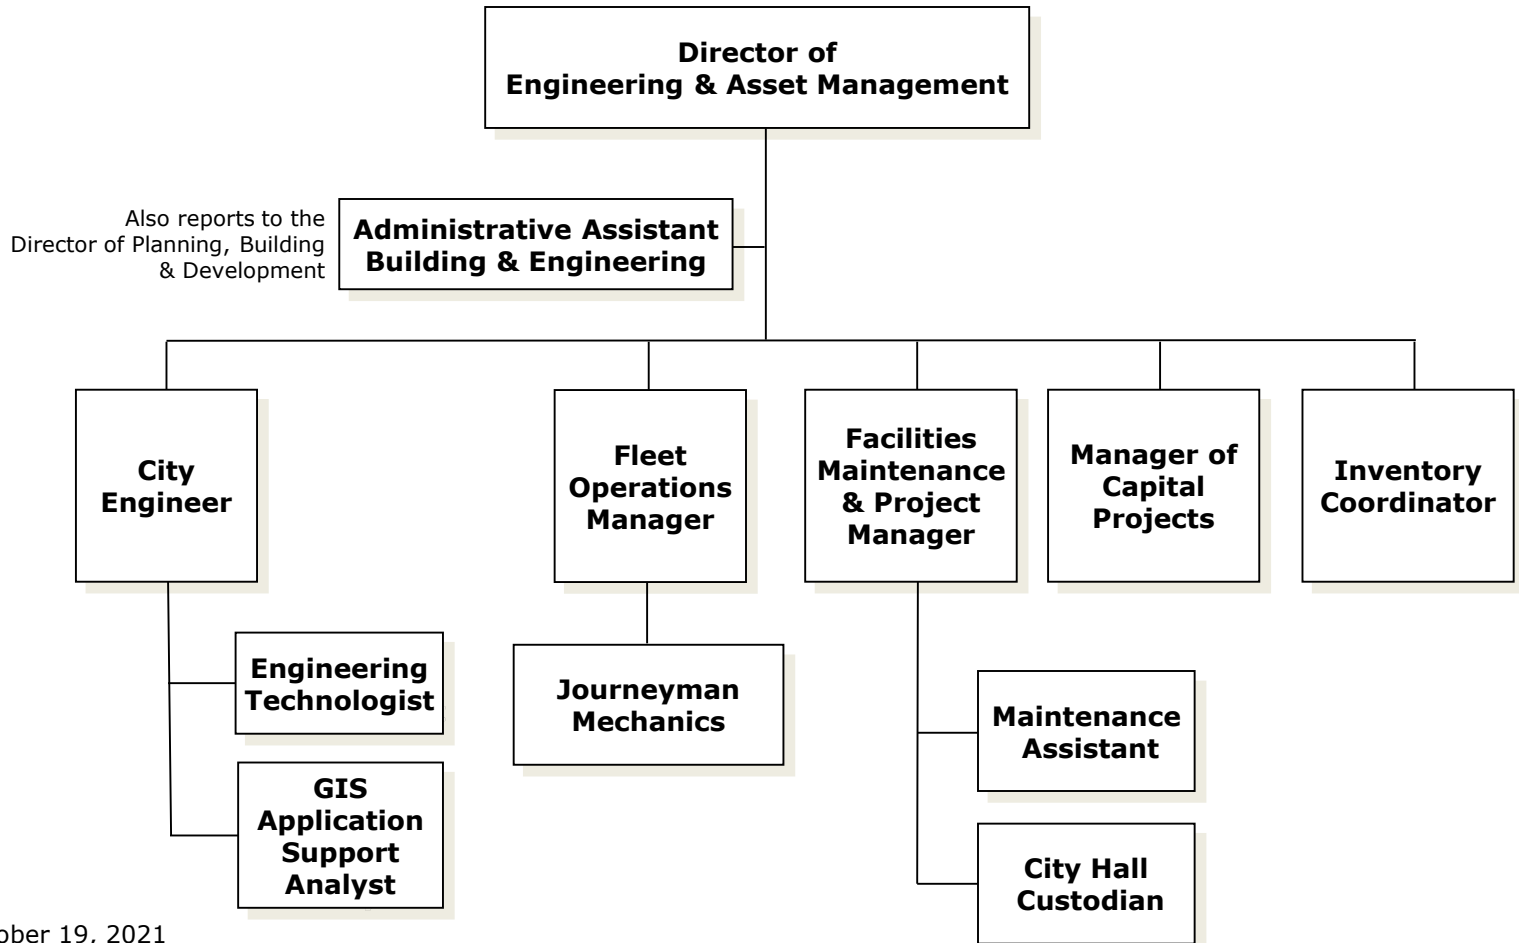 Director of
Engineering & Asset Management
Also reports to the
Director of Planning, Building
& Development
Administrative Assistant
Building & Engineering
City
Engineer
Fleet
Operations
Manager
Facilities
Maintenance
& Project
Manager
Manager of
Capital
Projects
Inventory
Coordinator
Engineering
Technologist
GIS
Application
Support
Analyst
Journeyman
Mechanics
Maintenance
Assistant
City Hall
Custodian
ober 19, 2021